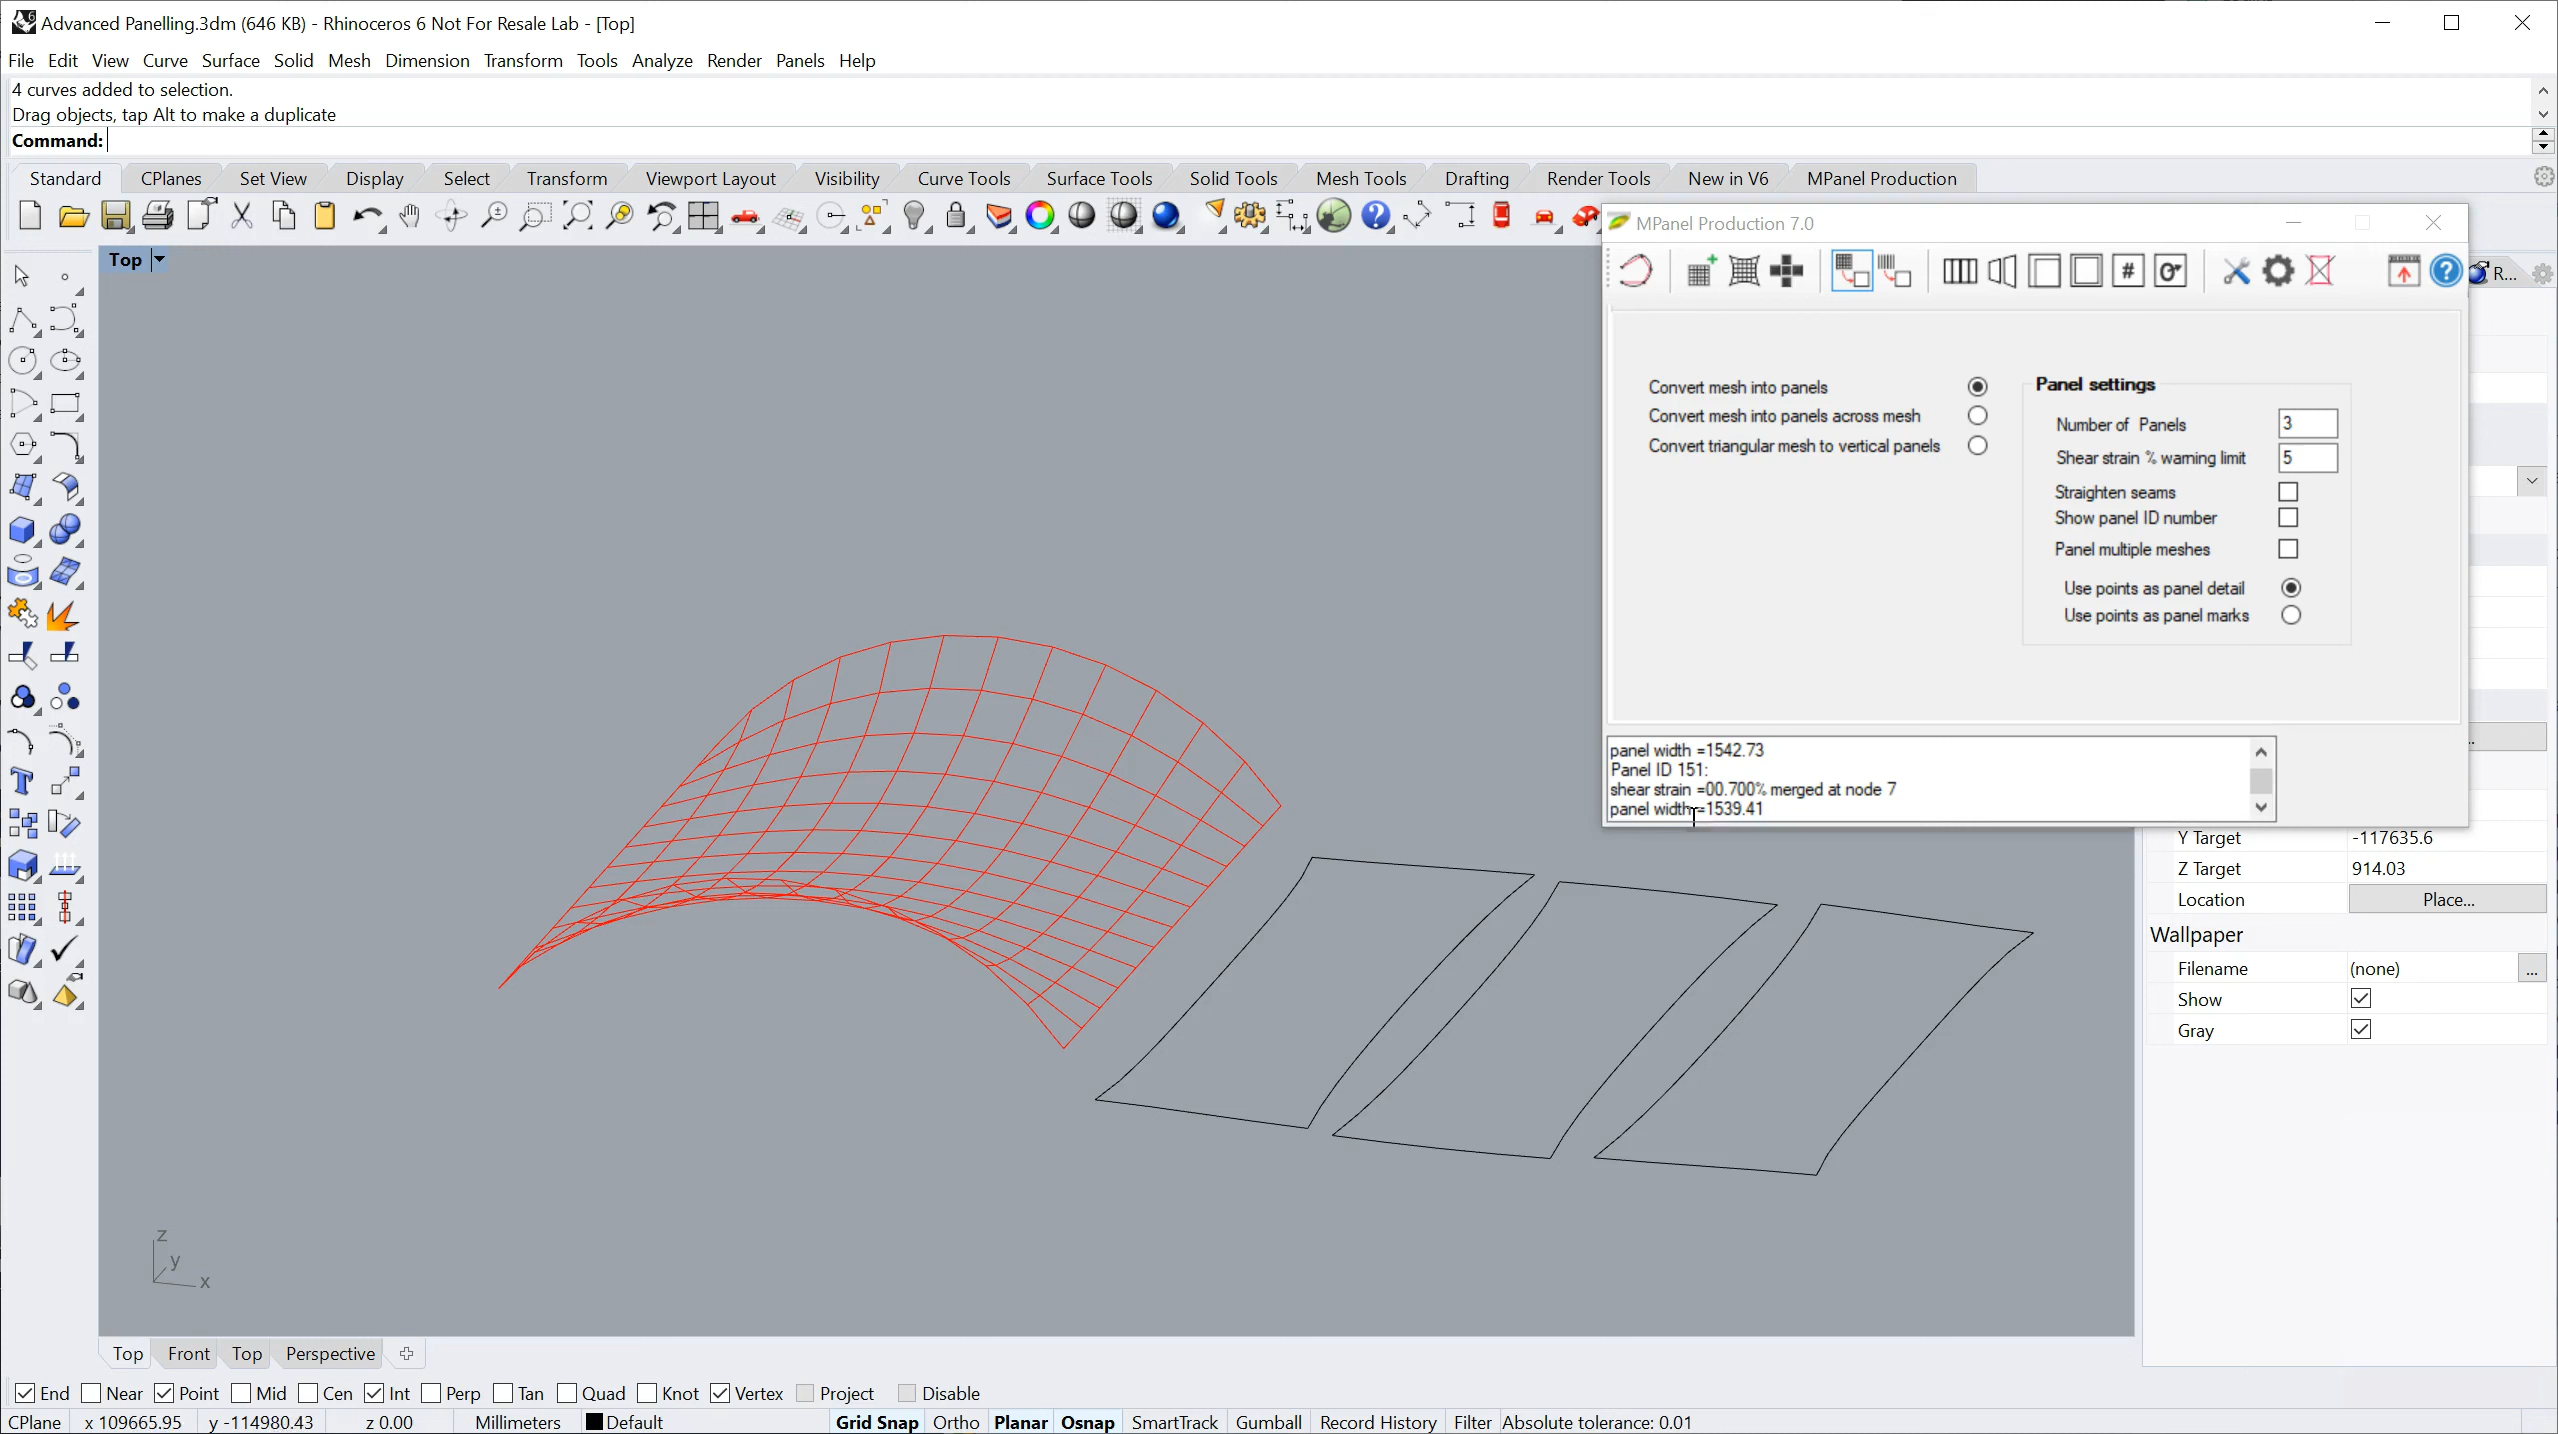 Advanced Panelling.3dm (646 KB) - Rhinoceros 6 Not For Resale Lab - [Top]
File Edit View Curve Surface Solid Mesh Dimension Transform Tools Analyze Render Panels Help
4 curves added to selection.
Drag objects, tap Alt to make a duplicate
Command:
Standard CPlanes Set View Display Select Transform Viewport Layout Visibility Curve Tools Surface Tools Solid Tools Mesh Tools Drafting Render Tools New in V6 MPanel Production
MPanel Production 7.0
Top
R...
Convert mesh into panels
Convert mesh into panels across mesh
Convert triangular mesh to vertical panels
Panel settings
Number of Panels 3
Shear strain % warning limit 5
Straighten seams
Show panel ID number
Panel multiple meshes
Use points as panel detail
Use points as panel marks
panel width =1542.73
Panel ID 151:
shear strain =00.700% merged at node 7
panel width =1539.41
Y Target -117635.6
Z Target 914.03
Location Place...
Wallpaper
Filename (none) ...
Show
Gray
z
y
x
Top Front Top Perspective
End Near Point Mid Cen Int Perp Tan Quad Knot Vertex Project Disable
CPlane x 109665.95 y -114980.43 z 0.00 Millimeters Default Grid Snap Ortho Planar Osnap SmartTrack Gumball Record History Filter Absolute tolerance: 0.01